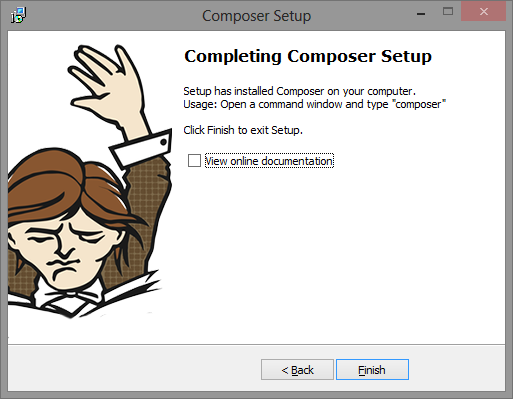 Composer Setup
Completing Composer Setup
Setup has installed Composer on your computer.
Usage: Open a command window and type "composer"
Click Finish to exit Setup.
View online documentation
< Back
Finish